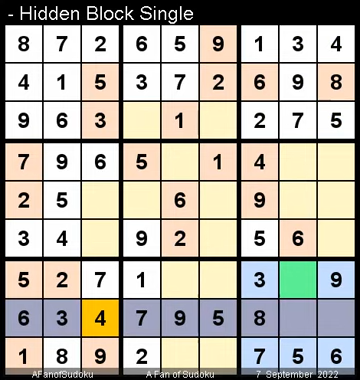 - Hidden Block Single
8 7 2 6 5 9 1 3 4
4 1 5 3 7 2 6 9 8
9 6 3 1 2 7 5
7 9 6 5 1 4
2 5 6 9
3 4 9 2 5 6
5 2 7 1 3 9
6 3 4 7 9 5 8
1 8 9 2 7 5 6
AFanofSudoku A Fan of Sudoku 7 September 2022